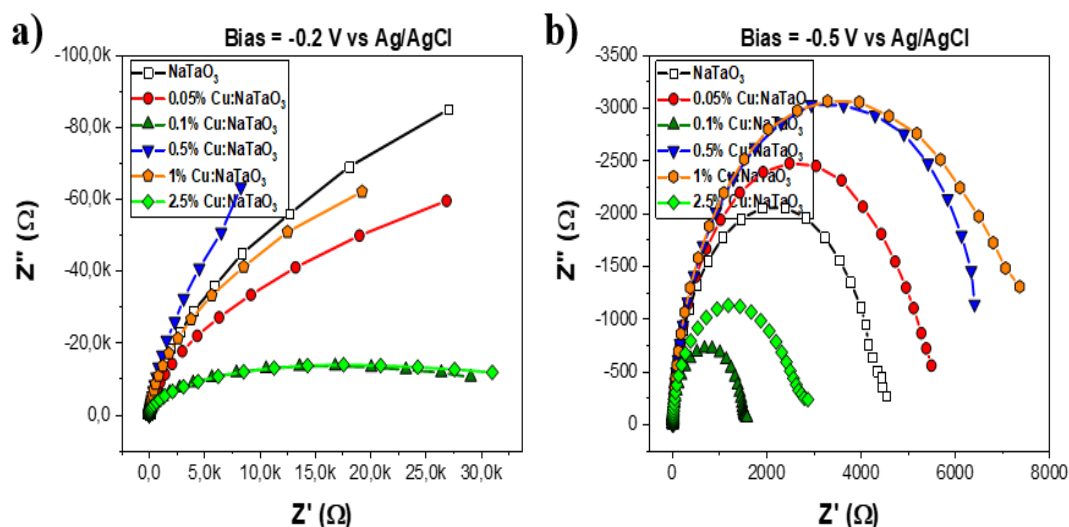 a)
Bias = -0.2 V vs Ag/AgCl
-100,0k
-80,0k
-60,0k
-40,0k
-20,0k
0,0
Z'' (Ω)
NaTaO3
0.05% Cu:NaTaO3
0.1% Cu:NaTaO3
0.5% Cu:NaTaO3
1% Cu:NaTaO3
2.5% Cu:NaTaO3
0,0 5,0k 10,0k 15,0k 20,0k 25,0k 30,0k
Z' (Ω)
b)
Bias = -0.5 V vs Ag/AgCl
-3500
-3000
-2500
-2000
-1500
-1000
-500
0
Z'' (Ω)
NaTaO3
0.05% Cu:NaTaO3
0.1% Cu:NaTaO3
0.5% Cu:NaTaO3
1% Cu:NaTaO3
2.5% Cu:NaTaO3
0 2000 4000 6000 8000
Z' (Ω)